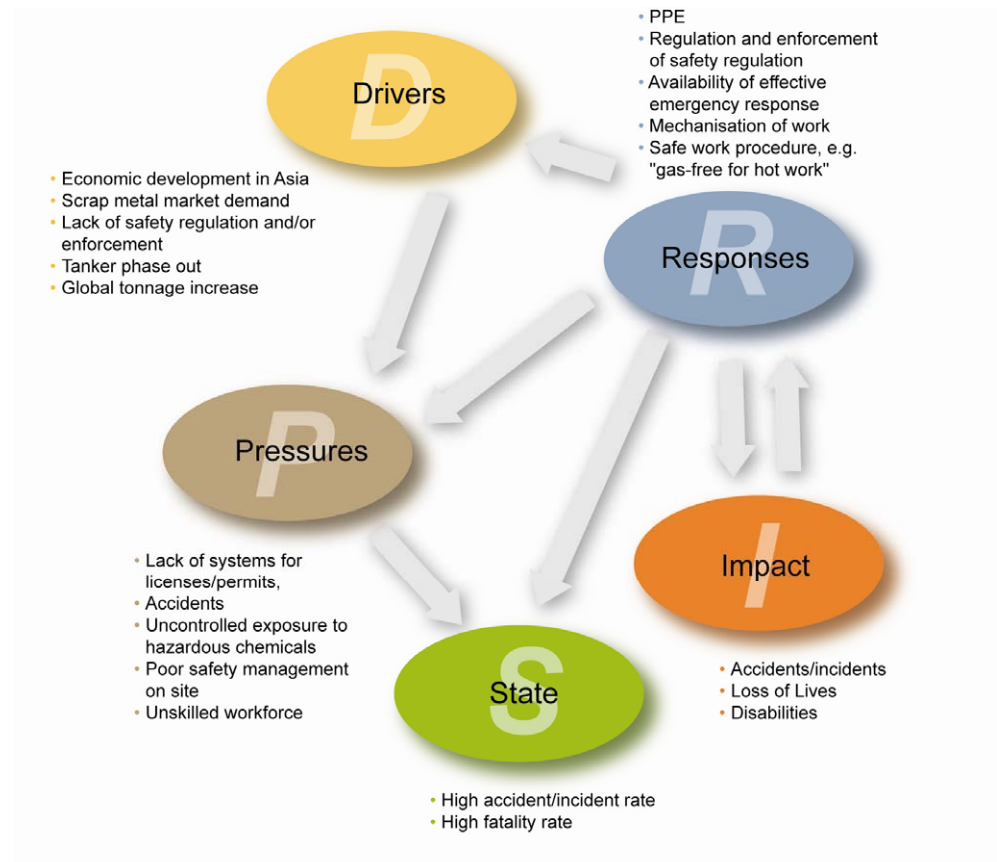 D
Drivers
• Economic development in Asia
• Scrap metal market demand
• Lack of safety regulation and/or
enforcement
• Tanker phase out
• Global tonnage increase
• PPE
• Regulation and enforcement
of safety regulation
• Availability of effective
emergency response
• Mechanisation of work
• Safe work procedure, e.g.
"gas-free for hot work"
R
Responses
P
Pressures
• Lack of systems for
licenses/permits,
• Accidents
• Uncontrolled exposure to
hazardous chemicals
• Poor safety management
on site
• Unskilled workforce
I
Impact
• Accidents/incidents
• Loss of Lives
• Disabilities
S
State
• High accident/incident rate
• High fatality rate